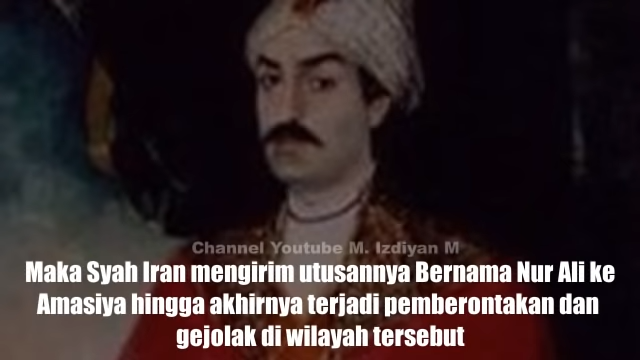 Channel Youtube M. Izdiyan M
Maka Syah Iran mengirim utusannya Bernama Nur Ali ke
Amasiya hingga akhirnya terjadi pemberontakan dan
gejolak di wilayah tersebut